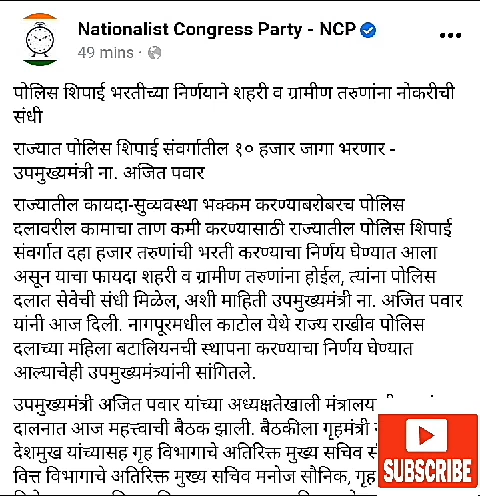 Nationalist Congress Party - NCP
49 mins ·
पोलिस शिपाई भरतीच्या निर्णयाने शहरी व ग्रामीण तरुणांना नोकरीची
संधी
राज्यात पोलिस शिपाई संवर्गातील १० हजार जागा भरणार -
उपमुख्यमंत्री ना. अजित पवार
राज्यातील कायदा-सुव्यवस्था भक्कम करण्याबरोबरच पोलिस
दलावरील कामाचा ताण कमी करण्यासाठी राज्यातील पोलिस शिपाई
संवर्गात दहा हजार तरुणांची भरती करण्याचा निर्णय घेण्यात आला
असून याचा फायदा शहरी व ग्रामीण तरुणांना होईल, त्यांना पोलिस
दलात सेवेची संधी मिळेल, अशी माहिती उपमुख्यमंत्री ना. अजित पवार
यांनी आज दिली. नागपूरमधील काटोल येथे राज्य राखीव पोलिस
दलाच्या महिला बटालियनची स्थापना करण्याचा निर्णय घेण्यात
आल्याचेही उपमुख्यमंत्र्यांनी सांगितले.
उपमुख्यमंत्री अजित पवार यांच्या अध्यक्षतेखाली मंत्रालय
दालनात आज महत्त्वाची बैठक झाली. बैठकीला गृहमंत्री
देशमुख यांच्यासह गृह विभागाचे अतिरिक्त मुख्य सचिव
वित्त विभागाचे अतिरिक्त मुख्य सचिव मनोज सौनिक, गृह
SUBSCRIBE